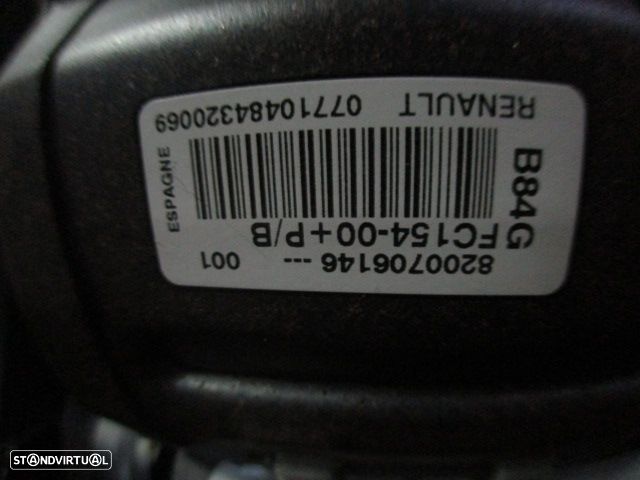 8200706146 --- 001
FC154-00+P/B
B84G
ESPAGNE
RENAULT 07710484320069
STANDVIRTUAL